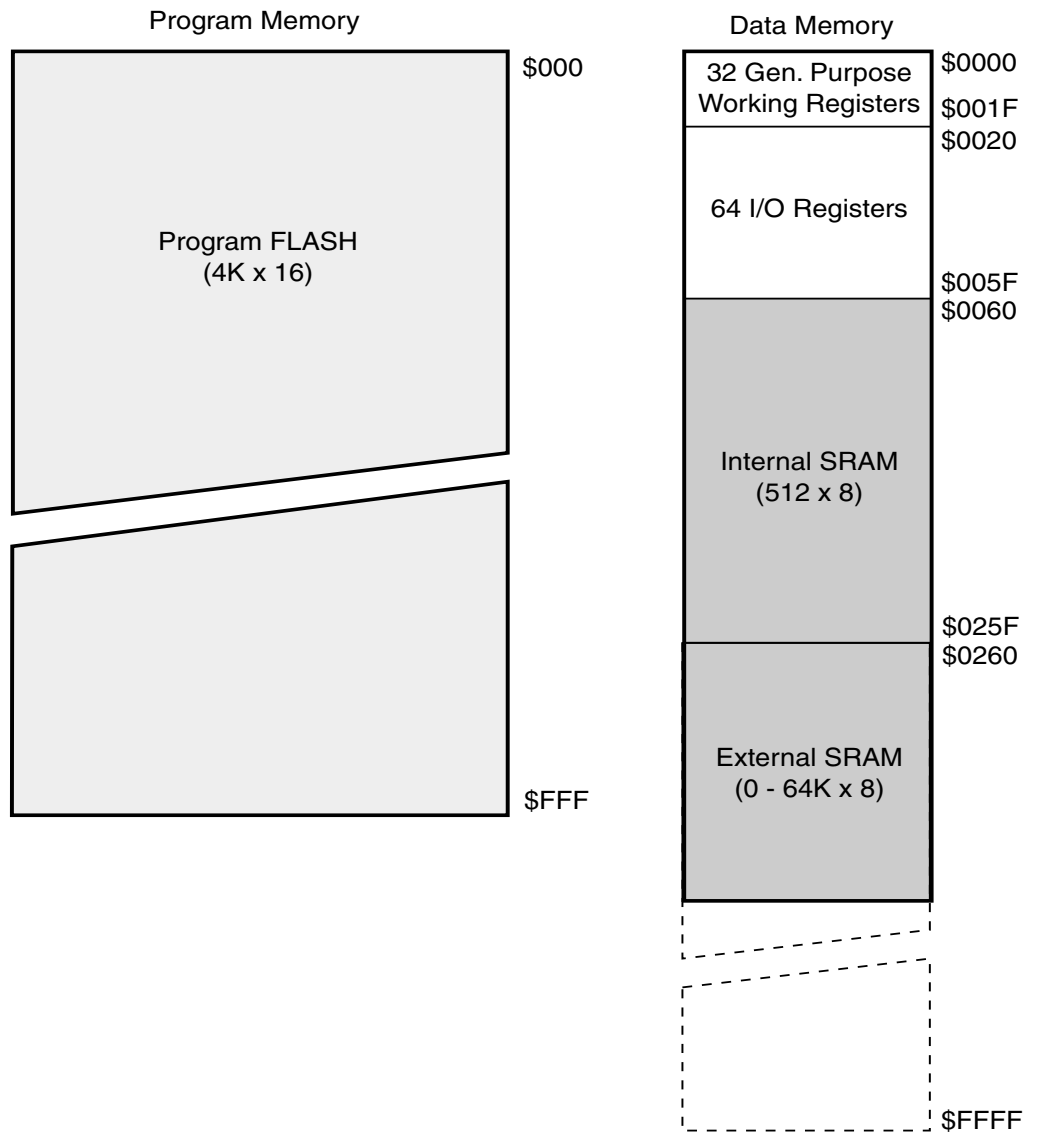 Program Memory
$000
Program FLASH
(4K x 16)
$FFF
Data Memory
32 Gen. Purpose
Working Registers
$0000
$001F
$0020
64 I/O Registers
$005F
$0060
Internal SRAM
(512 x 8)
$025F
$0260
External SRAM
(0 - 64K x 8)
$FFFF